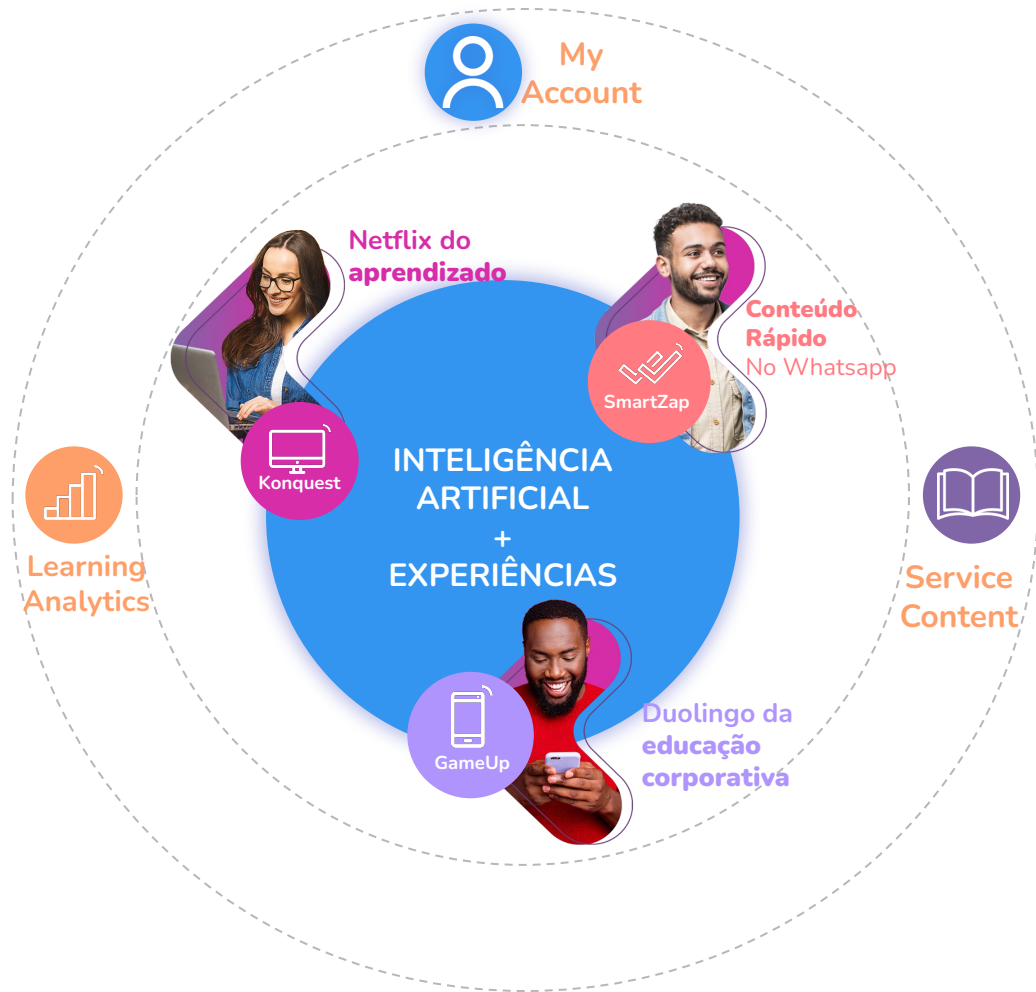 My
Account
Netflix do
aprendizado
Conteúdo
Rápido
No Whatsapp
SmartZap
Konquest
INTELIGÊNCIA
ARTIFICIAL
+
EXPERIÊNCIAS
Learning
Analytics
Service
Content
GameUp
Duolingo da
educação
corporativa